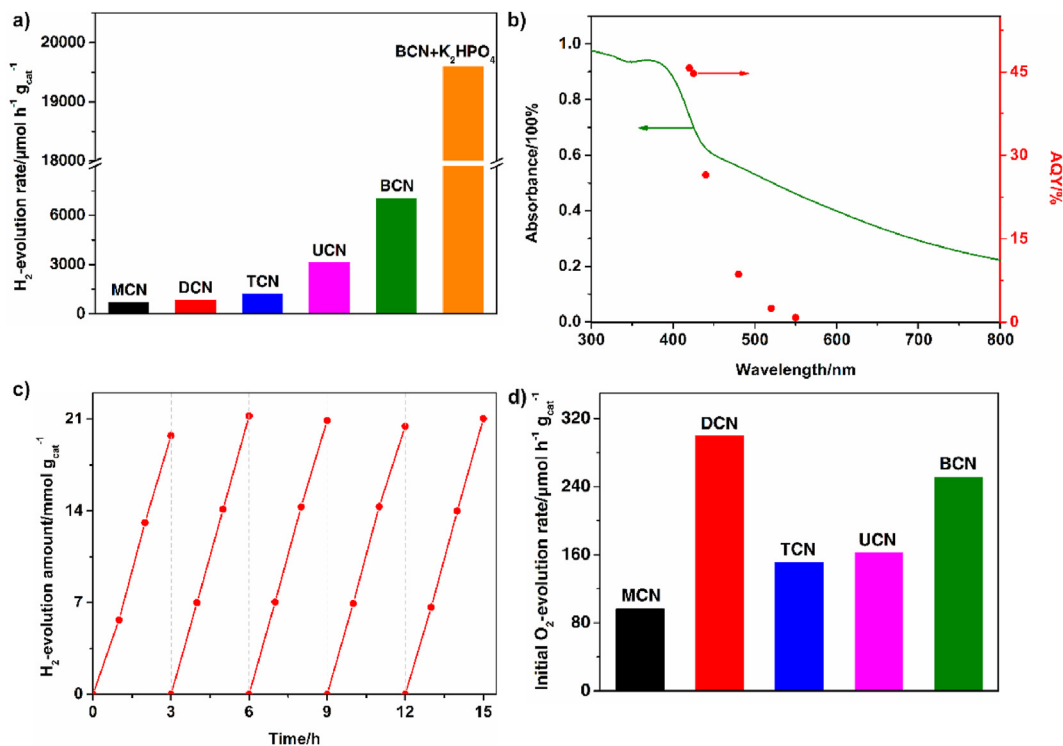 a)
H₂-evolution rate/μmol h⁻¹ g_cat⁻¹
20000
19000
18000
6000
3000
0
MCN
DCN
TCN
UCN
BCN
BCN+K₂HPO₄
b)
Absorbance/100%
1.0
0.8
0.6
0.4
0.2
0.0
45
30
15
0
AQY/%
300
400
500
600
700
800
Wavelength/nm
c)
H₂-evolution amount/mmol g_cat⁻¹
21
14
7
0
0
3
6
9
12
15
Time/h
d)
Initial O₂-evolution rate/μmol h⁻¹ g_cat⁻¹
320
240
160
80
0
MCN
DCN
TCN
UCN
BCN